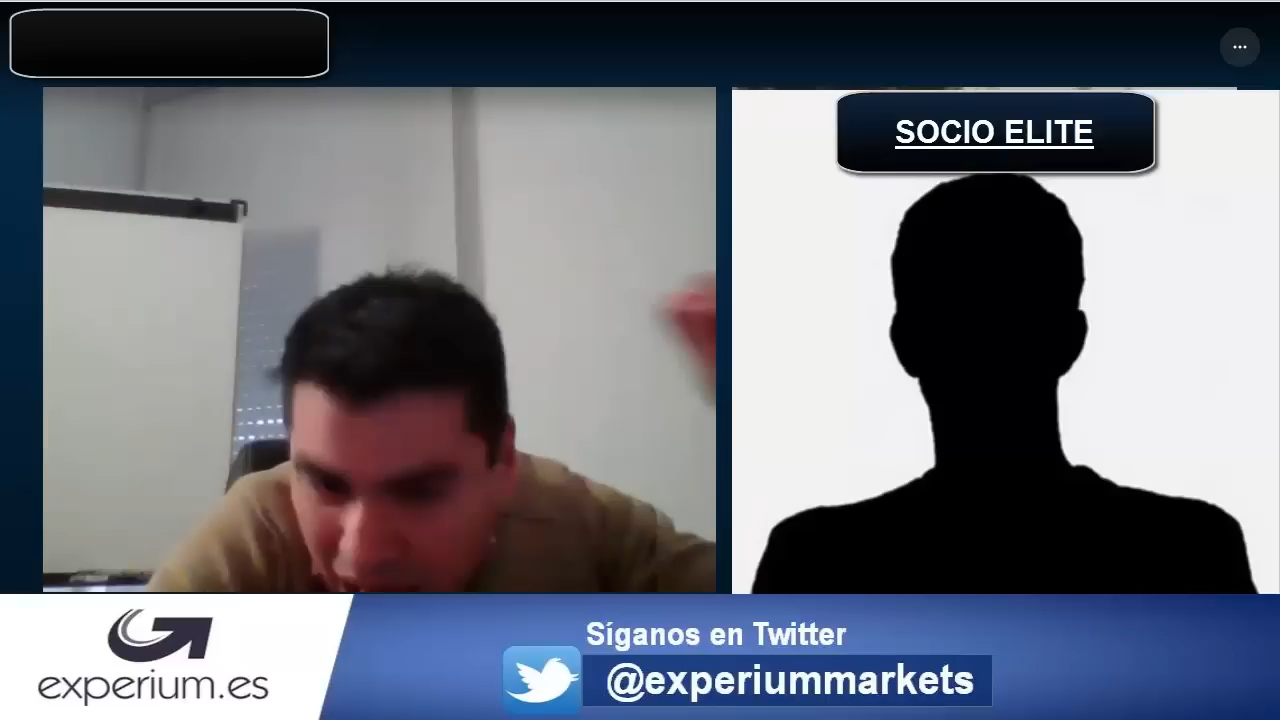 SOCIO ELITE
Síganos en Twitter
experium.es
@experiummarkets